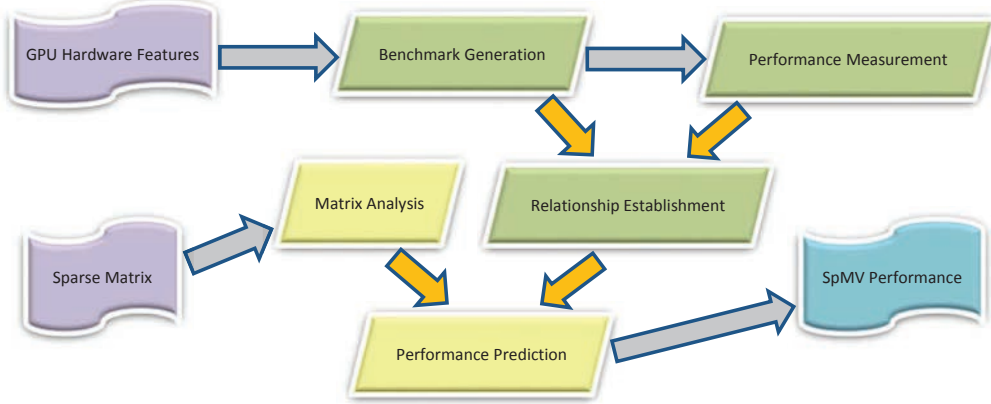 GPU Hardware Features
Benchmark Generation
Performance Measurement
Matrix Analysis
Relationship Establishment
Sparse Matrix
SpMV Performance
Performance Prediction